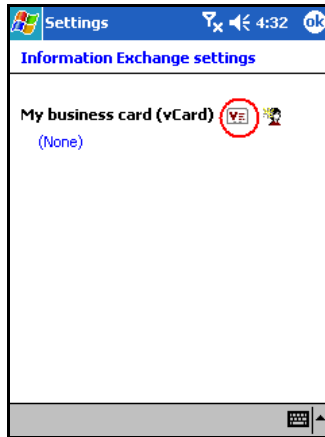 Settings 4:32 ok
Information Exchange settings
My business card (vCard)
(None)